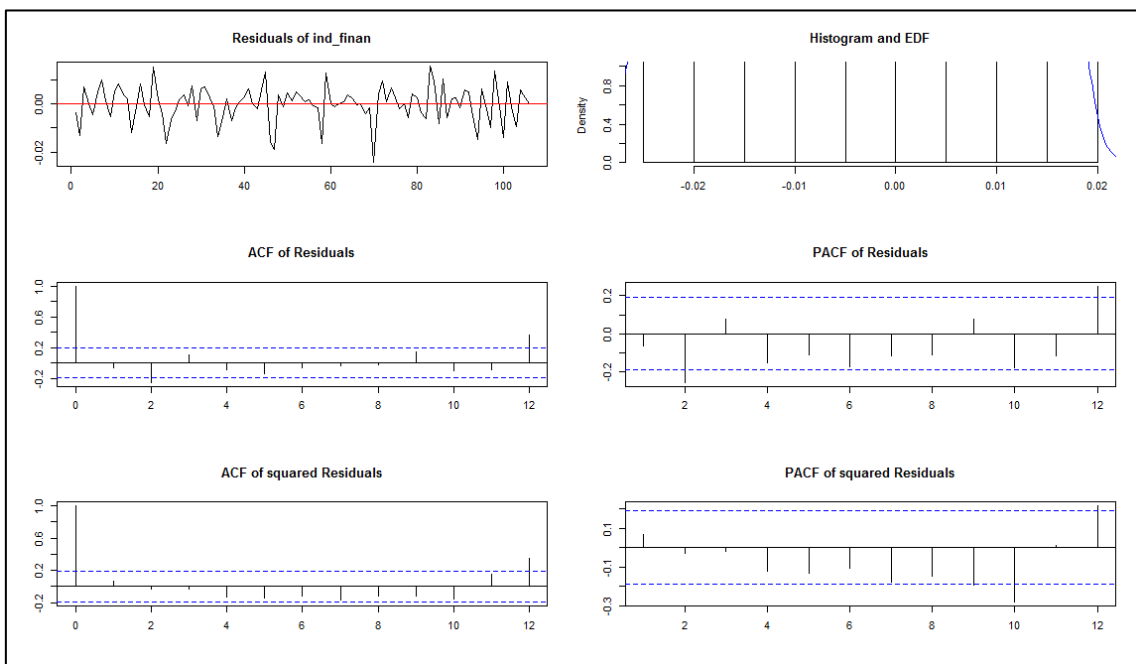 Residuals of ind_finan
0.00
-0.02
0 20 40 60 80 100
Histogram and EDF
Density
0.8
0.4
0.0
-0.02 -0.01 0.00 0.01 0.02
ACF of Residuals
1.0
0.6
0.2
-0.2
0 2 4 6 8 10 12
PACF of Residuals
0.2
0.0
-0.2
2 4 6 8 10 12
ACF of squared Residuals
1.0
0.6
0.2
-0.2
0 2 4 6 8 10 12
PACF of squared Residuals
0.1
-0.1
-0.3
2 4 6 8 10 12